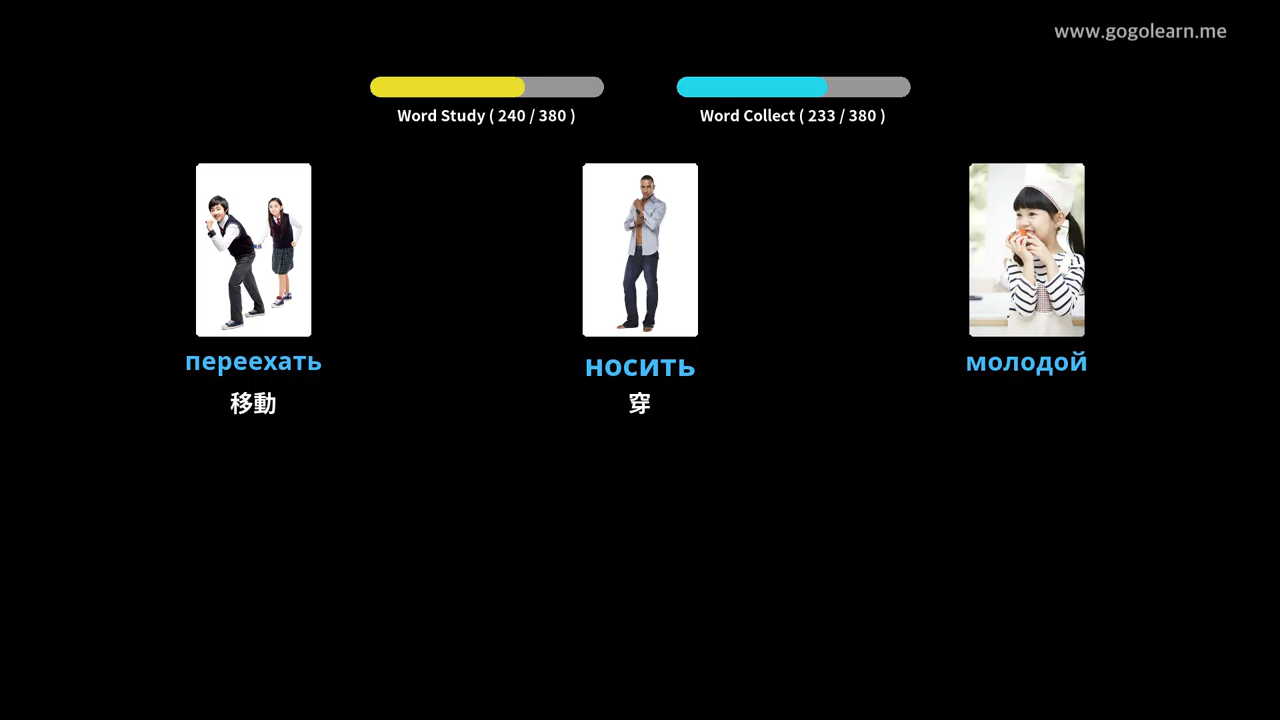 www.gogolearn.me
Word Study ( 240 / 380 )
Word Collect ( 233 / 380 )
переехать
носить
молодой
移動
穿